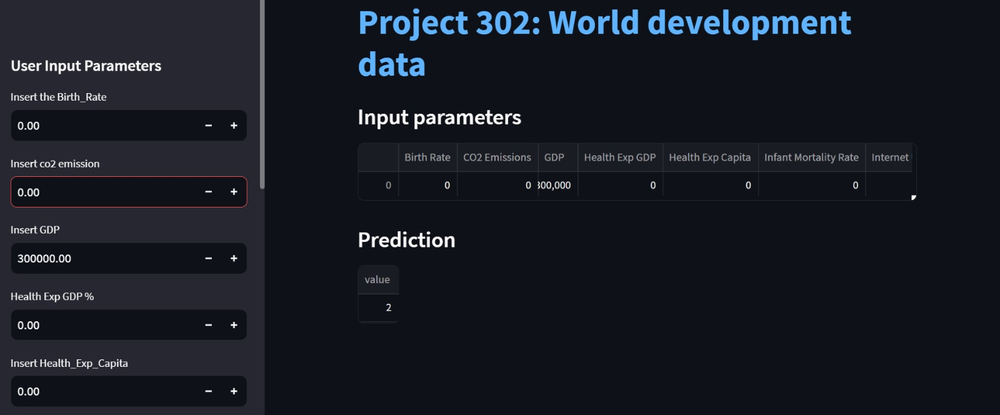 User Input Parameters
Insert the Birth_Rate
0.00 − +
Insert co2 emission
0.00 − +
Insert GDP
300000.00 − +
Health Exp GDP %
0.00 − +
Insert Health_Exp_Capita
0.00 − +
Project 302: World development
data
Input parameters
Birth Rate CO2 Emissions GDP Health Exp GDP Health Exp Capita Infant Mortality Rate Internet
0 0 0 300,000 0 0 0
Prediction
value
2